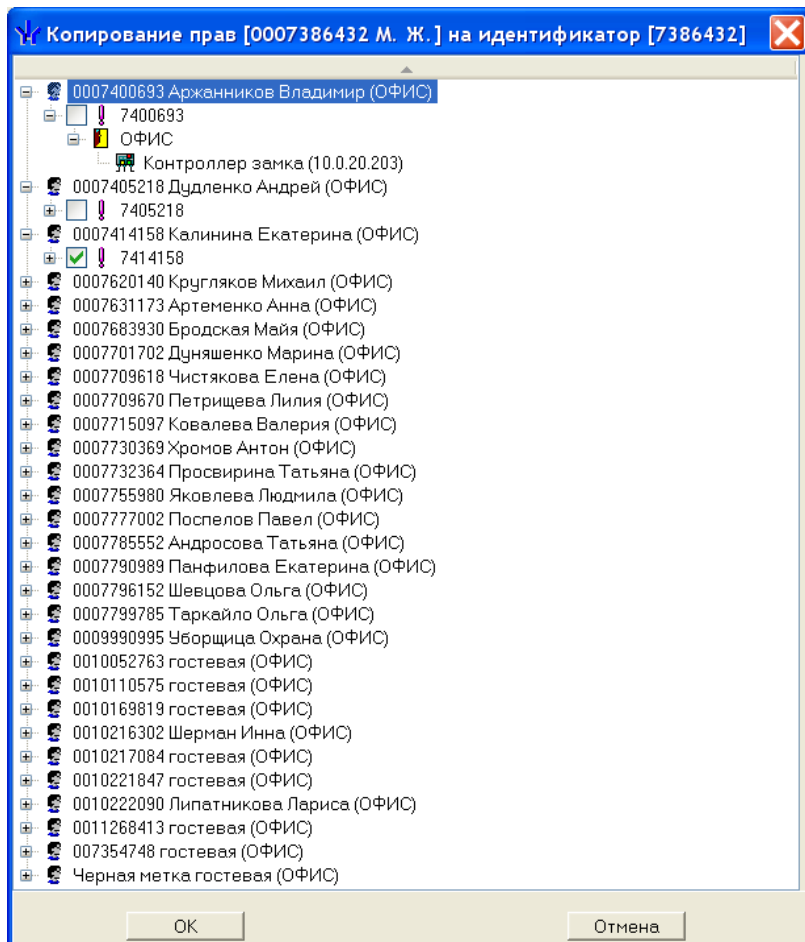 Копирование прав [0007386432 М. Ж.] на идентификатор [7386432]
0007400693 Аржанников Владимир (ОФИС)
7400693
ОФИС
Контроллер замка (10.0.20.203)
0007405218 Дудленко Андрей (ОФИС)
7405218
0007414158 Калинина Екатерина (ОФИС)
7414158
0007620140 Кругляков Михаил (ОФИС)
0007631173 Артеменко Анна (ОФИС)
0007683930 Бродская Майя (ОФИС)
0007701702 Дуняшенко Марина (ОФИС)
0007709618 Чистякова Елена (ОФИС)
0007709670 Петрищева Лилия (ОФИС)
0007715097 Ковалева Валерия (ОФИС)
0007730369 Хромов Антон (ОФИС)
0007732364 Просвирина Татьяна (ОФИС)
0007755980 Яковлева Людмила (ОФИС)
0007777002 Поспелов Павел (ОФИС)
0007785552 Андросова Татьяна (ОФИС)
0007790989 Панфилова Екатерина (ОФИС)
0007796152 Шевцова Ольга (ОФИС)
0007799785 Таркайло Ольга (ОФИС)
0009990995 Уборщица Охрана (ОФИС)
0010052763 гостевая (ОФИС)
0010110575 гостевая (ОФИС)
0010169819 гостевая (ОФИС)
0010216302 Шерман Инна (ОФИС)
0010217084 гостевая (ОФИС)
0010221847 гостевая (ОФИС)
0010222090 Липатникова Лариса (ОФИС)
0011268413 гостевая (ОФИС)
007354748 гостевая (ОФИС)
Черная метка гостевая (ОФИС)
OK
Отмена